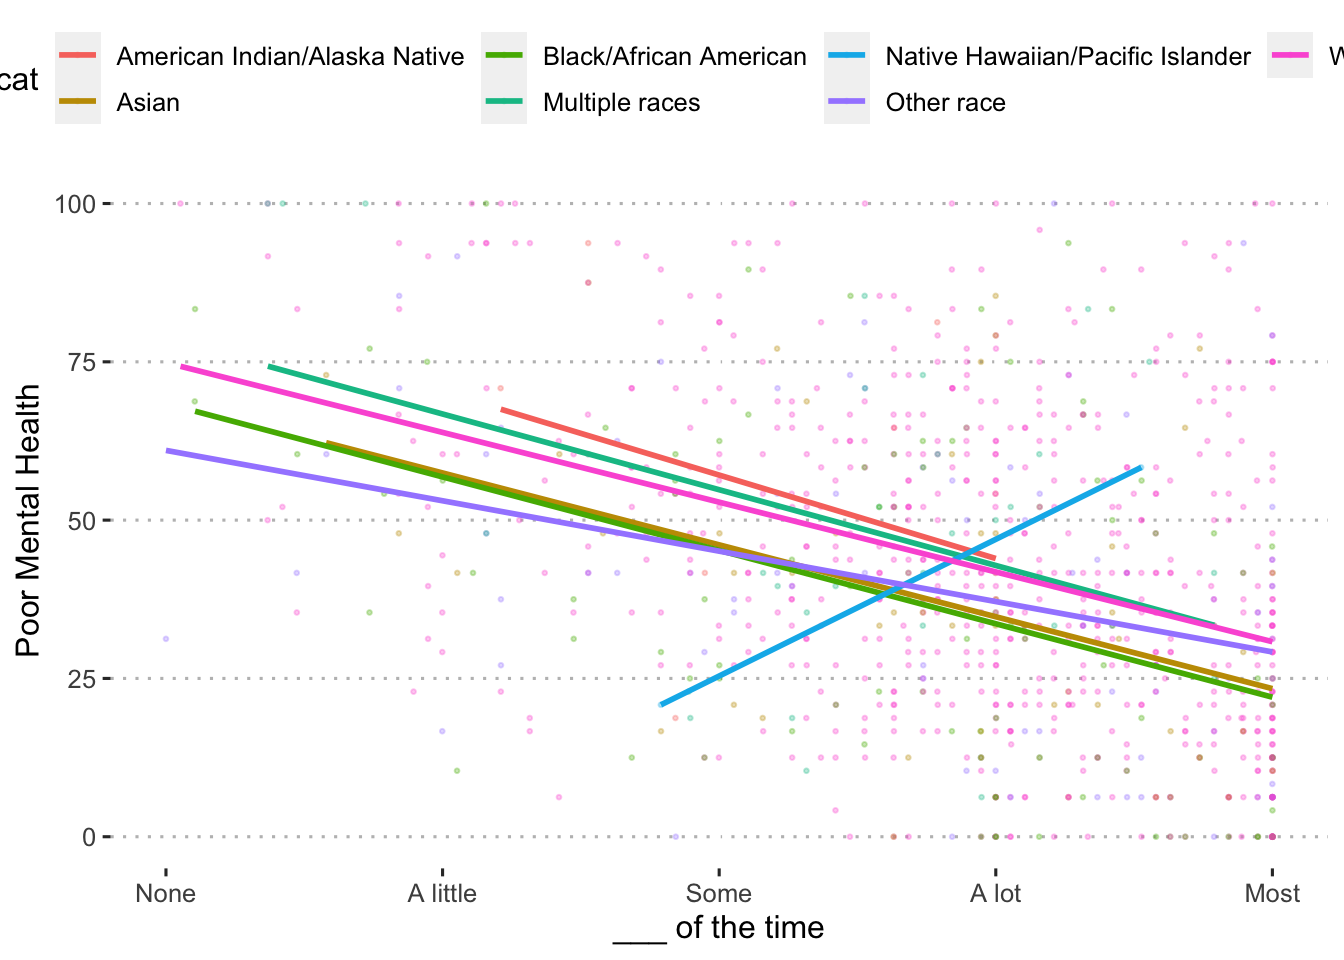 American Indian/Alaska Native Black/African American Native Hawaiian/Pacific Islander W
cat
Asian Multiple races Other race
100
75
50
25
0
Poor Mental Health
None A little Some A lot Most
___ of the time